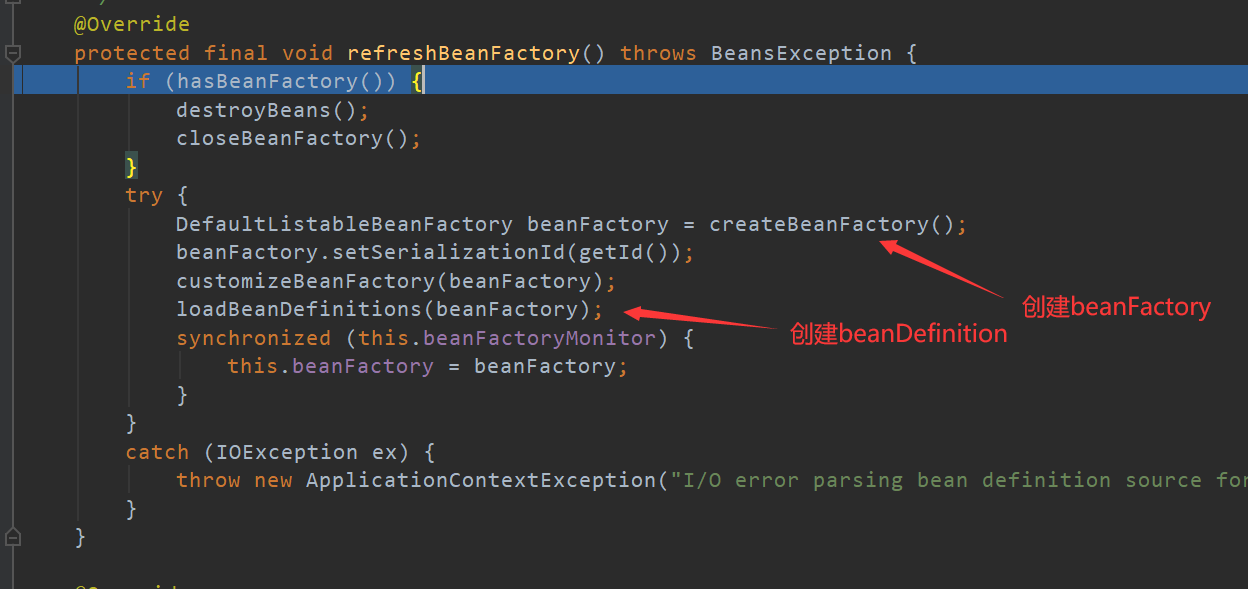 @Override
protected final void refreshBeanFactory() throws BeansException {
if (hasBeanFactory()) {
destroyBeans();
closeBeanFactory();
}
try {
DefaultListableBeanFactory beanFactory = createBeanFactory();
beanFactory.setSerializationId(getId());
customizeBeanFactory(beanFactory);
创建beanFactory
loadBeanDefinitions(beanFactory);
创建beanDefinition
synchronized (this.beanFactoryMonitor) {
this.beanFactory = beanFactory;
}
}
catch (IOException ex) {
throw new ApplicationContextException("I/O error parsing bean definition source for
}
}